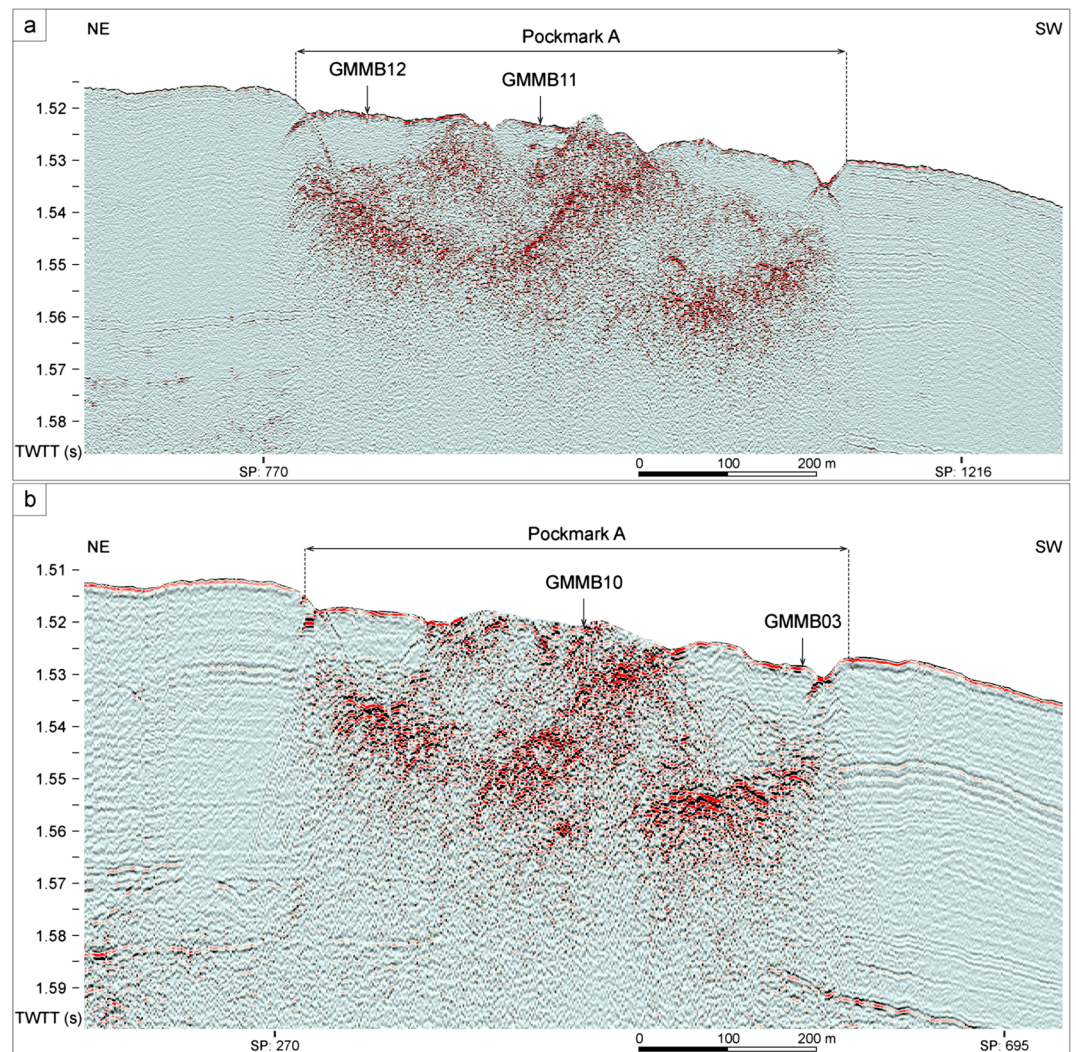 a
NE
Pockmark A
SW
GMMB12
GMMB11
1.52
1.53
1.54
1.55
1.56
1.57
1.58
TWTT (s)
0 100 200 m
SP: 770
SP: 1216
b
NE
Pockmark A
SW
1.51
GMMB10
1.52
GMMB03
1.53
1.54
1.55
1.56
1.57
1.58
1.59
TWTT (s)
0 100 200 m
SP: 270
SP: 695